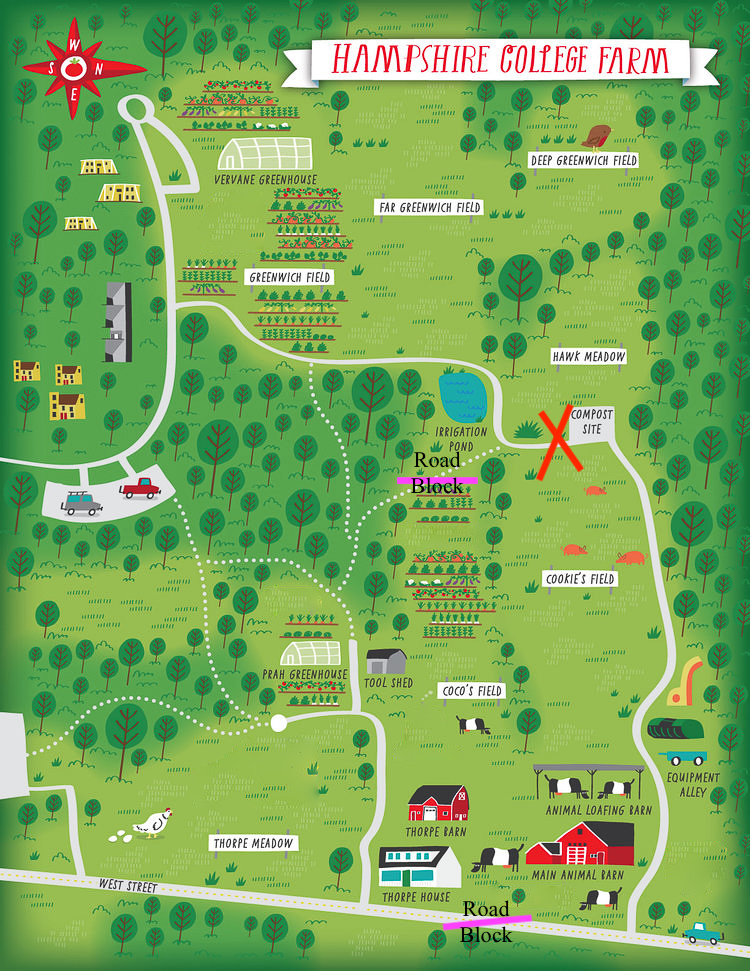 W
S N
E
HAMPSHIRE COLLEGE FARM
DEEP GREENWICH FIELD
VERVANE GREENHOUSE
FAR GREENWICH FIELD
GREENWICH FIELD
HAWK MEADOW
COMPOST
SITE
IRRIGATION
POND
Road
Block
COOKIE'S FIELD
PRAH GREENHOUSE
TOOL SHED
COCO'S FIELD
EQUIPMENT
ALLEY
ANIMAL LOAFING BARN
THORPE BARN
THORPE MEADOW
MAIN ANIMAL BARN
WEST STREET
THORPE HOUSE
Road
Block